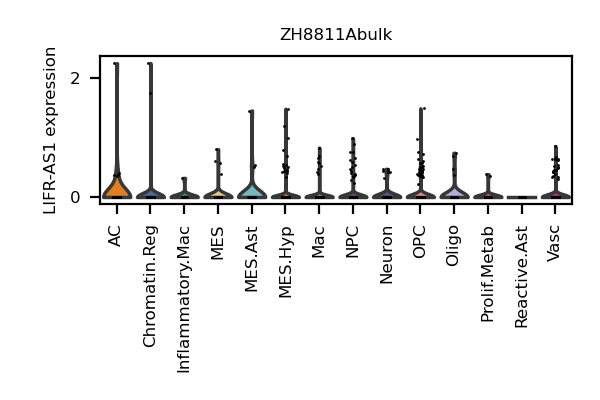 ZH8811Abulk
LIFR-AS1 expression
2
0
AC
Chromatin.Reg
Inflammatory.Mac
MES
MES.Ast
MES.Hyp
Mac
NPC
Neuron
OPC
Oligo
Prolif.Metab
Reactive.Ast
Vasc